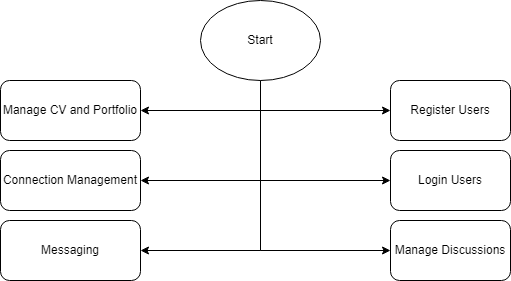 Start
Manage CV and Portfolio
Register Users
Connection Management
Login Users
Messaging
Manage Discussions